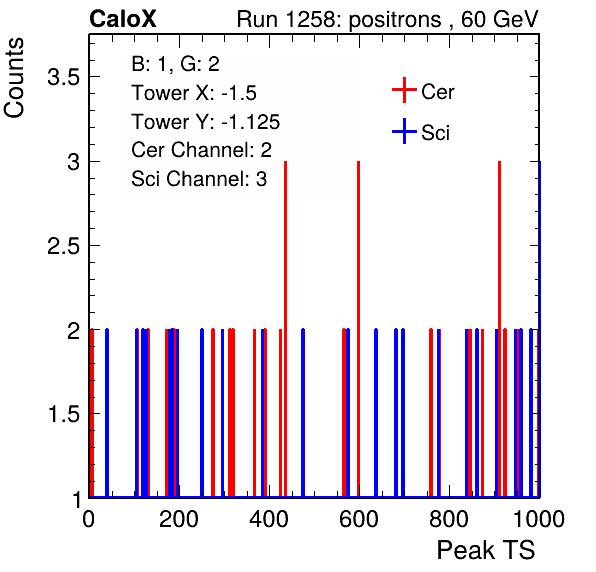 CaloX Run 1258: positrons , 60 GeV
B: 1, G: 2
Tower X: -1.5
Tower Y: -1.125
Cer Channel: 2
Sci Channel: 3
Cer
Sci
Counts
3.5
3
2.5
2
1.5
1
0 200 400 600 800 1000
Peak TS